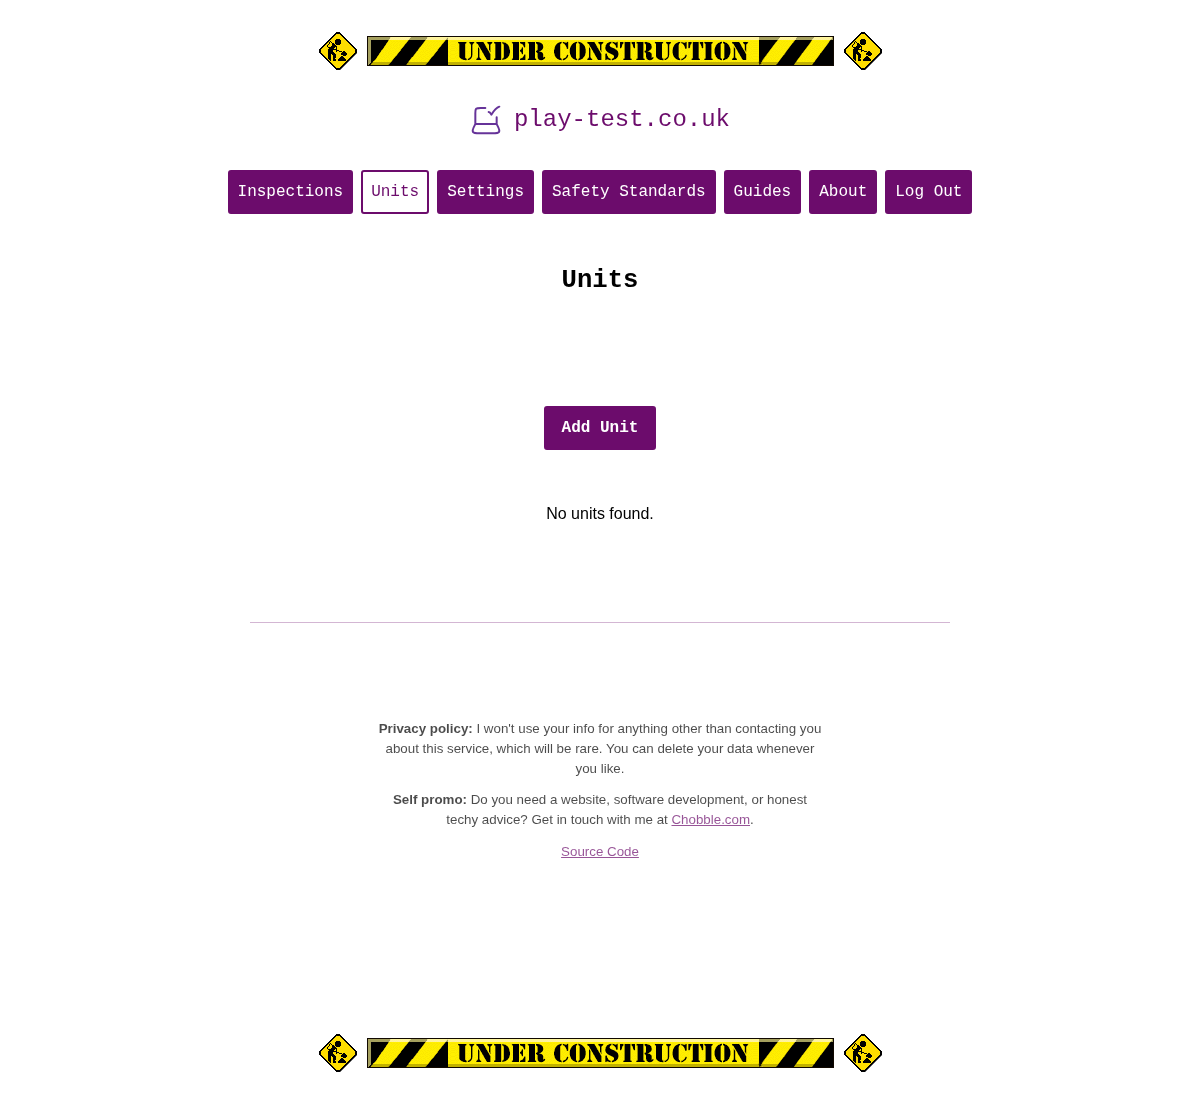 UNDER CONSTRUCTION
play-test.co.uk
Inspections Units Settings Safety Standards Guides About Log Out
Units
Add Unit
No units found.
Privacy policy: I won't use your info for anything other than contacting you
about this service, which will be rare. You can delete your data whenever
you like.
Self promo: Do you need a website, software development, or honest
techy advice? Get in touch with me at Chobble.com.
Source Code
UNDER CONSTRUCTION